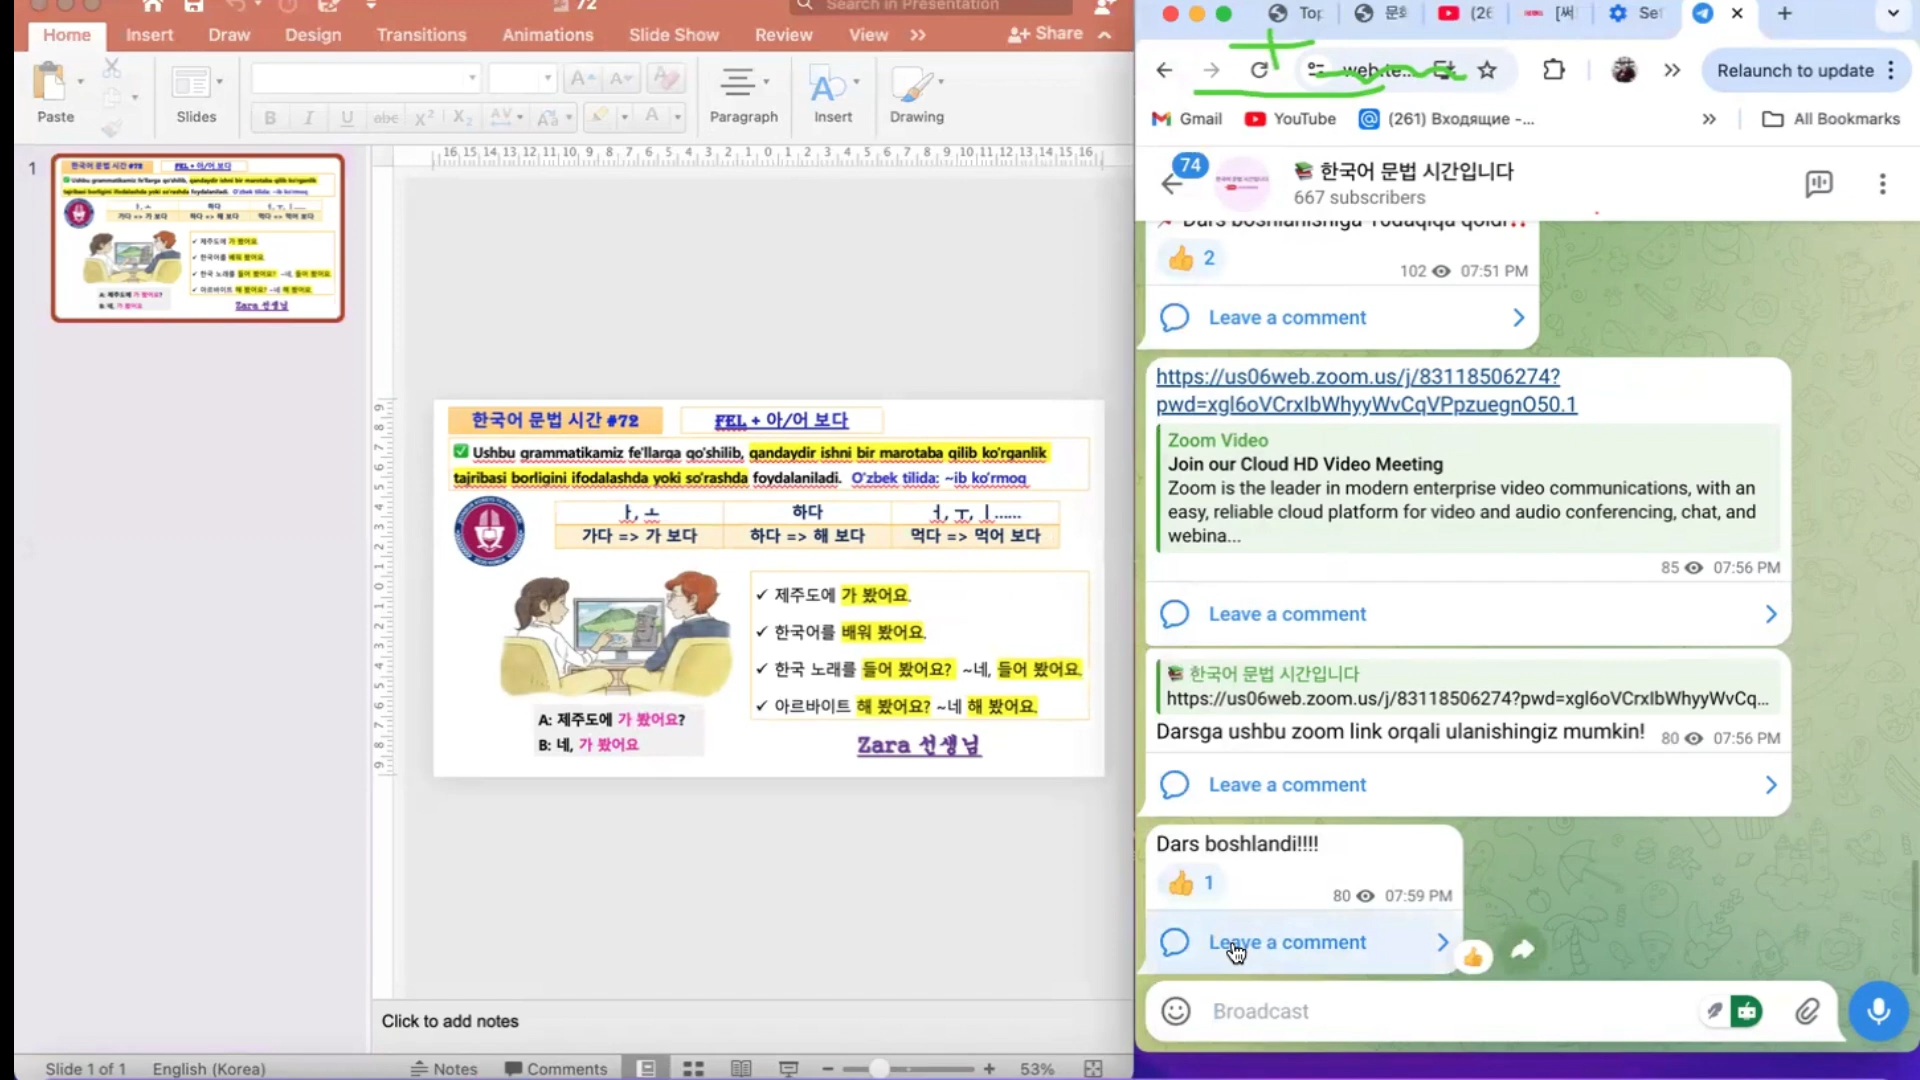 72
Search in Presentation
Home Insert Draw Design Transitions Animations Slide Show Review View Share
Paste Slides Paragraph Insert Drawing
한국어 문법 시간 #72
FEL + 아/어 보다
Ushbu grammatikamiz fe'llarga qo'shilib, qandaydir ishni bir marotaba qilib ko'rganlik
tajribasi borligini ifodalashda yoki so'rashda foydalaniladi. O'zbek tilida: ~ib ko'rmoq
ㅏ, ㅗ 하다 ㅓ, ㅜ, ㅣ......
가다 => 가 보다 하다 => 해 보다 먹다 => 먹어 보다
✓ 제주도에 가 봤어요.
✓ 한국어를 배워 봤어요.
✓ 한국 노래를 들어 봤어요? ~네, 들어 봤어요.
✓ 아르바이트 해 봤어요? ~네 해 봤어요.
A: 제주도에 가 봤어요?
B: 네, 가 봤어요
Zara 선생님
Click to add notes
Slide 1 of 1 English (Korea) Notes Comments 53%
Relaunch to update
Gmail YouTube (261) Входящие -... All Bookmarks
74
한국어 문법 시간입니다
667 subscribers
2
102 07:51 PM
Leave a comment
https://us06web.zoom.us/j/83118506274?
pwd=xgl6oVCrxIbWhyyWvCqVPpzuegnO50.1
Zoom Video
Join our Cloud HD Video Meeting
Zoom is the leader in modern enterprise video communications, with an
easy, reliable cloud platform for video and audio conferencing, chat, and
webina...
85 07:56 PM
Leave a comment
한국어 문법 시간입니다
https://us06web.zoom.us/j/83118506274?pwd=xgl6oVCrxIbWhyyWvCq...
Darsga ushbu zoom link orqali ulanishingiz mumkin!
80 07:56 PM
Leave a comment
Dars boshlandi!!!!
1
80 07:59 PM
Leave a comment
Broadcast